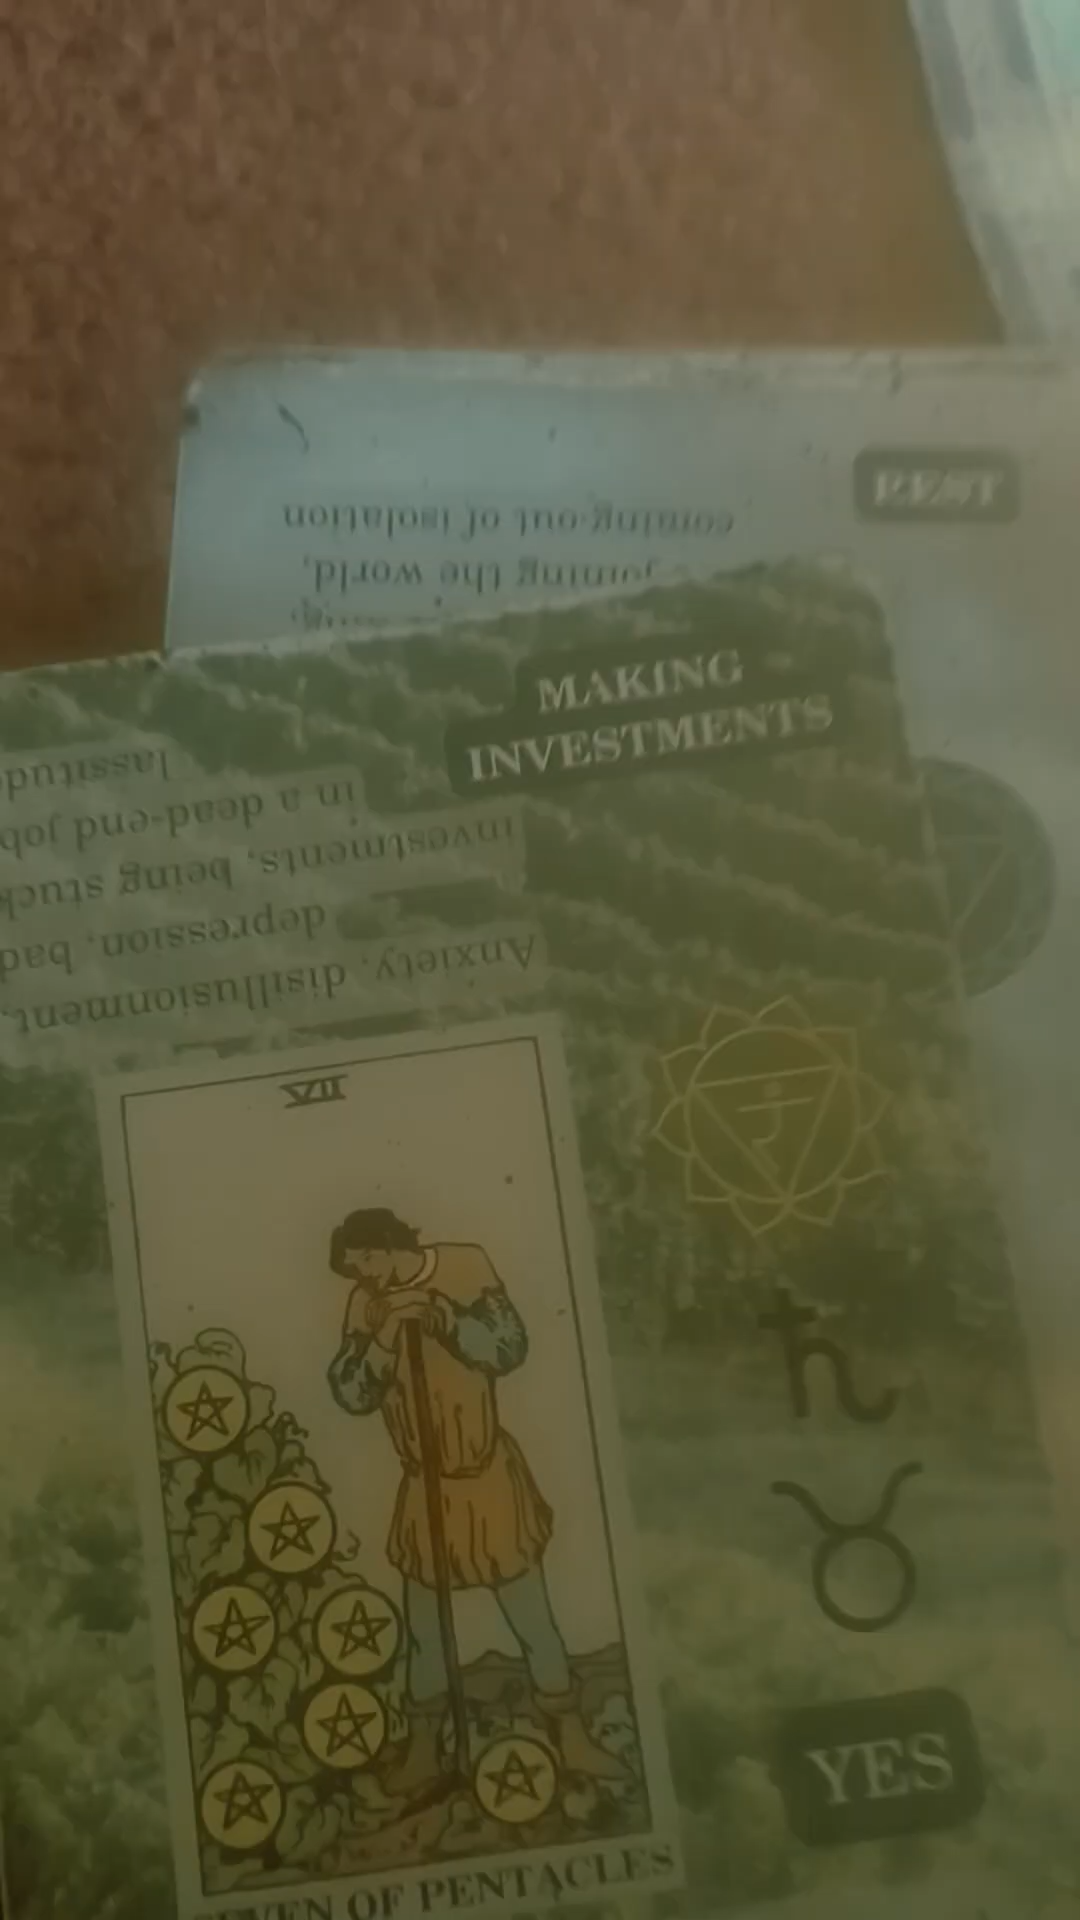 REST
coming-out of isolation
joining the world,
MAKING
INVESTMENTS
Anxiety, disillusionment,
depression, bad
investments, being stuck
in a dead-end job
lassitude
VII
YES
OF PENTACLES